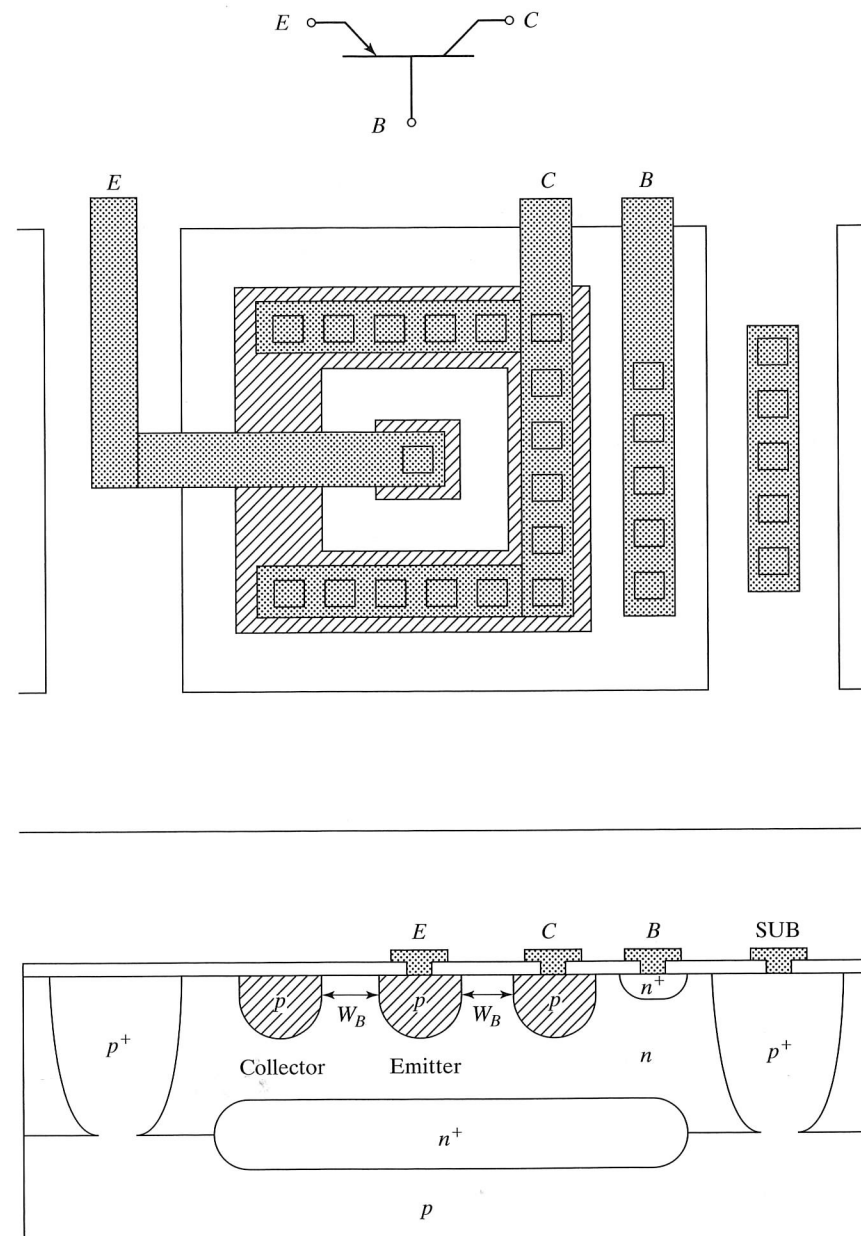 E C
B
E C B
E C B SUB
p p p n⁺
W_B W_B
p⁺ p⁺
Collector Emitter n
n⁺
p